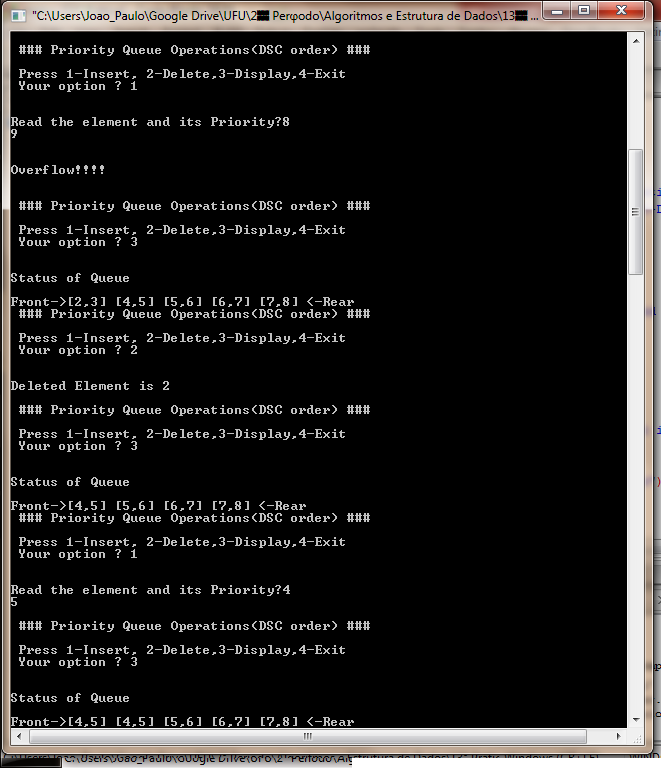 "C:\Users\Joao_Paulo\Google Drive\UFU\2 Perpodo\Algoritmos e Estrutura de Dados\13 ...
### Priority Queue Operations(DSC order) ###
Press 1-Insert, 2-Delete,3-Display,4-Exit
Your option ? 1
Read the element and its Priority?8
9
Overflow!!!!
### Priority Queue Operations(DSC order) ###
Press 1-Insert, 2-Delete,3-Display,4-Exit
Your option ? 3
Status of Queue
Front->[2,3] [4,5] [5,6] [6,7] [7,8] <-Rear
### Priority Queue Operations(DSC order) ###
Press 1-Insert, 2-Delete,3-Display,4-Exit
Your option ? 2
Deleted Element is 2
### Priority Queue Operations(DSC order) ###
Press 1-Insert, 2-Delete,3-Display,4-Exit
Your option ? 3
Status of Queue
Front->[4,5] [5,6] [6,7] [7,8] <-Rear
### Priority Queue Operations(DSC order) ###
Press 1-Insert, 2-Delete,3-Display,4-Exit
Your option ? 1
Read the element and its Priority?4
5
### Priority Queue Operations(DSC order) ###
Press 1-Insert, 2-Delete,3-Display,4-Exit
Your option ? 3
Status of Queue
Front->[4,5] [4,5] [5,6] [6,7] [7,8] <-Rear